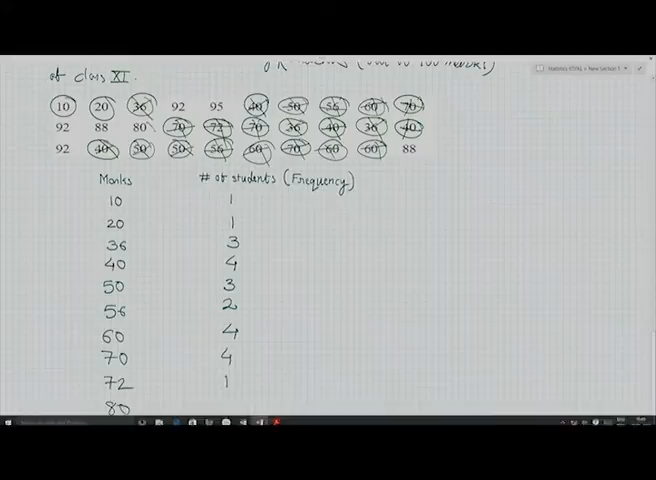 of class XI.
10 20 36 92 95 40 50 56 60 70
92 88 80 70 72 70 36 40 36 40
92 40 50 50 56 60 70 60 60 88
Marks # of students (Frequency)
10 1
20 1
36 3
40 4
50 3
56 2
60 4
70 4
72 1
80